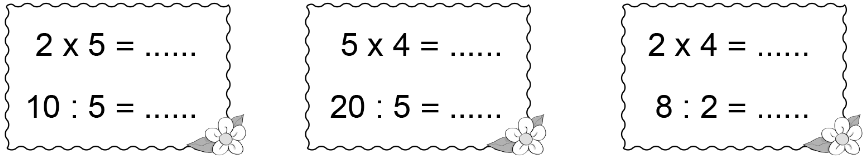 2 x 5 = ......
10 : 5 = ......
5 x 4 = ......
20 : 5 = ......
2 x 4 = ......
8 : 2 = ......